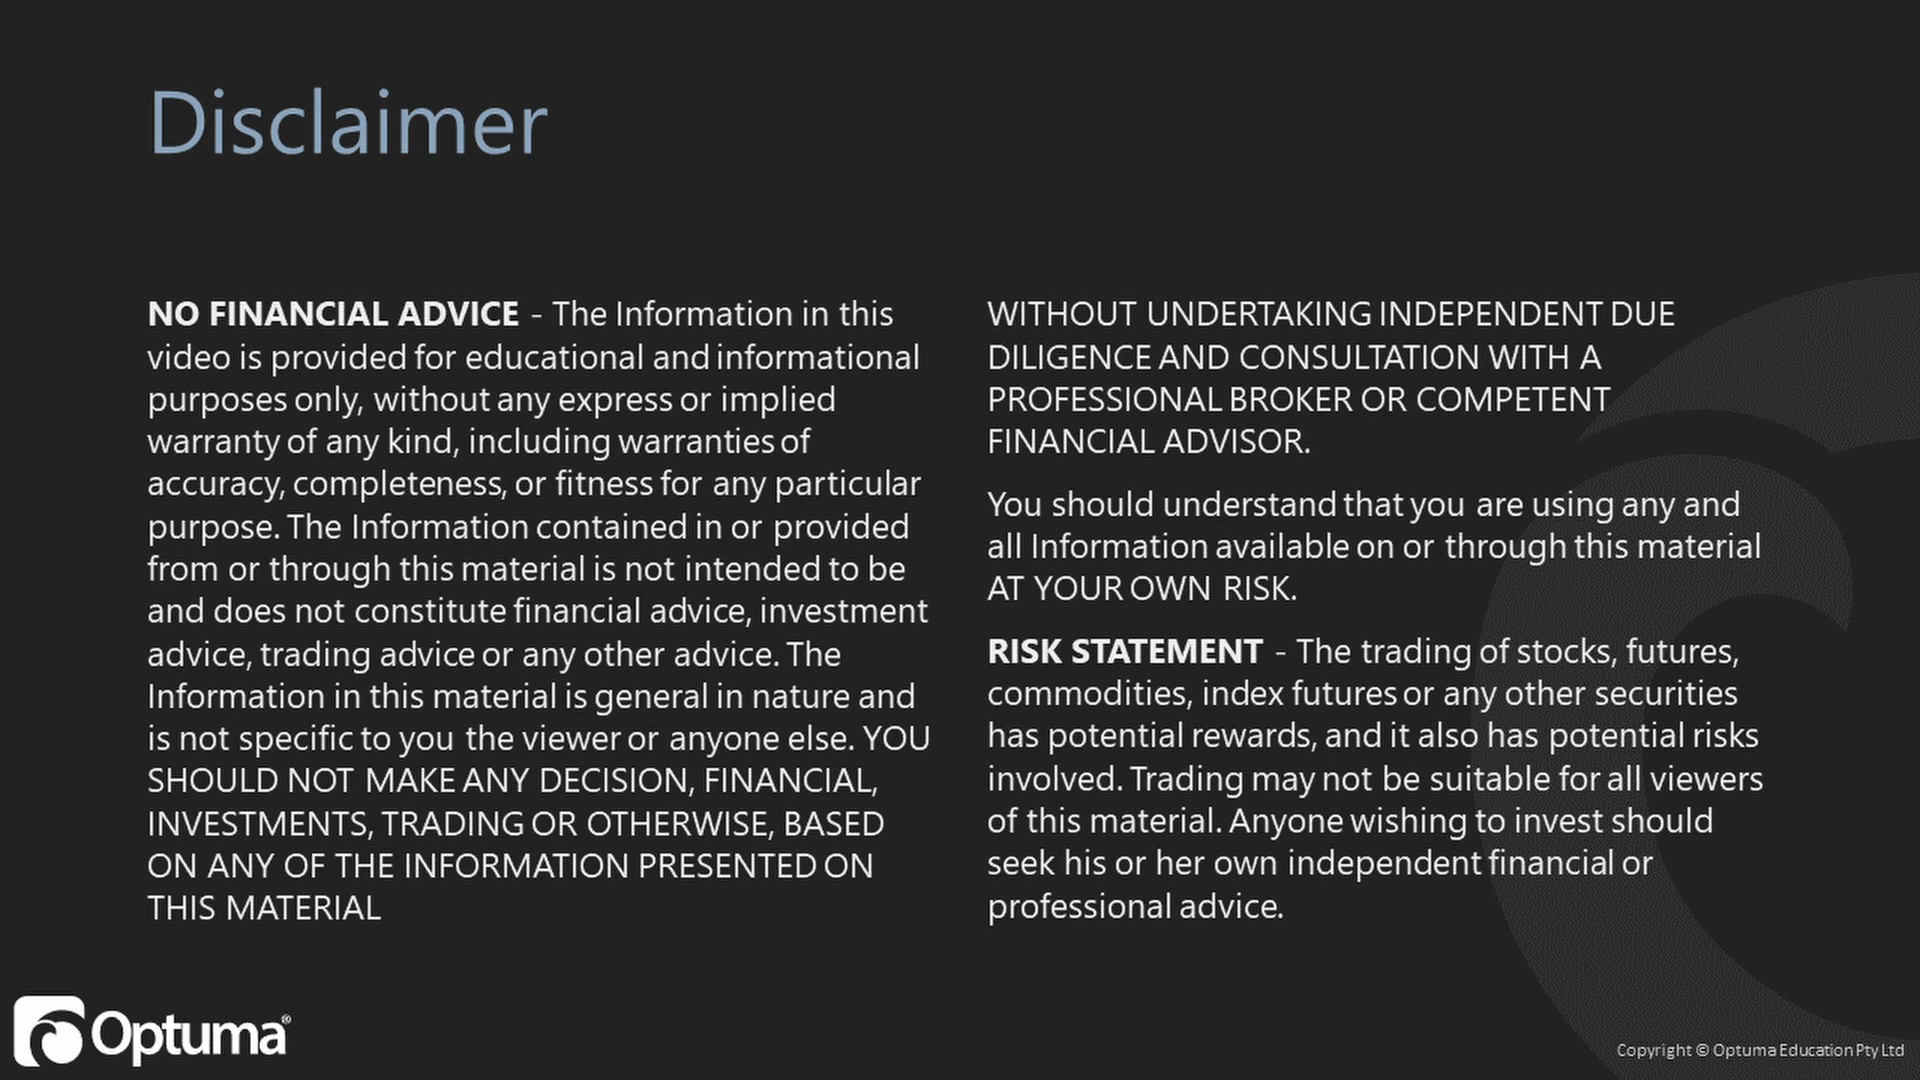 Disclaimer
NO FINANCIAL ADVICE - The Information in this
video is provided for educational and informational
purposes only, without any express or implied
warranty of any kind, including warranties of
accuracy, completeness, or fitness for any particular
purpose. The Information contained in or provided
from or through this material is not intended to be
and does not constitute financial advice, investment
advice, trading advice or any other advice. The
Information in this material is general in nature and
is not specific to you the viewer or anyone else. YOU
SHOULD NOT MAKE ANY DECISION, FINANCIAL,
INVESTMENTS, TRADING OR OTHERWISE, BASED
ON ANY OF THE INFORMATION PRESENTED ON
THIS MATERIAL
WITHOUT UNDERTAKING INDEPENDENT DUE
DILIGENCE AND CONSULTATION WITH A
PROFESSIONAL BROKER OR COMPETENT
FINANCIAL ADVISOR.
You should understand that you are using any and
all Information available on or through this material
AT YOUR OWN RISK.
RISK STATEMENT - The trading of stocks, futures,
commodities, index futures or any other securities
has potential rewards, and it also has potential risks
involved. Trading may not be suitable for all viewers
of this material. Anyone wishing to invest should
seek his or her own independent financial or
professional advice.
Optuma®
Copyright © Optuma Education Pty Ltd